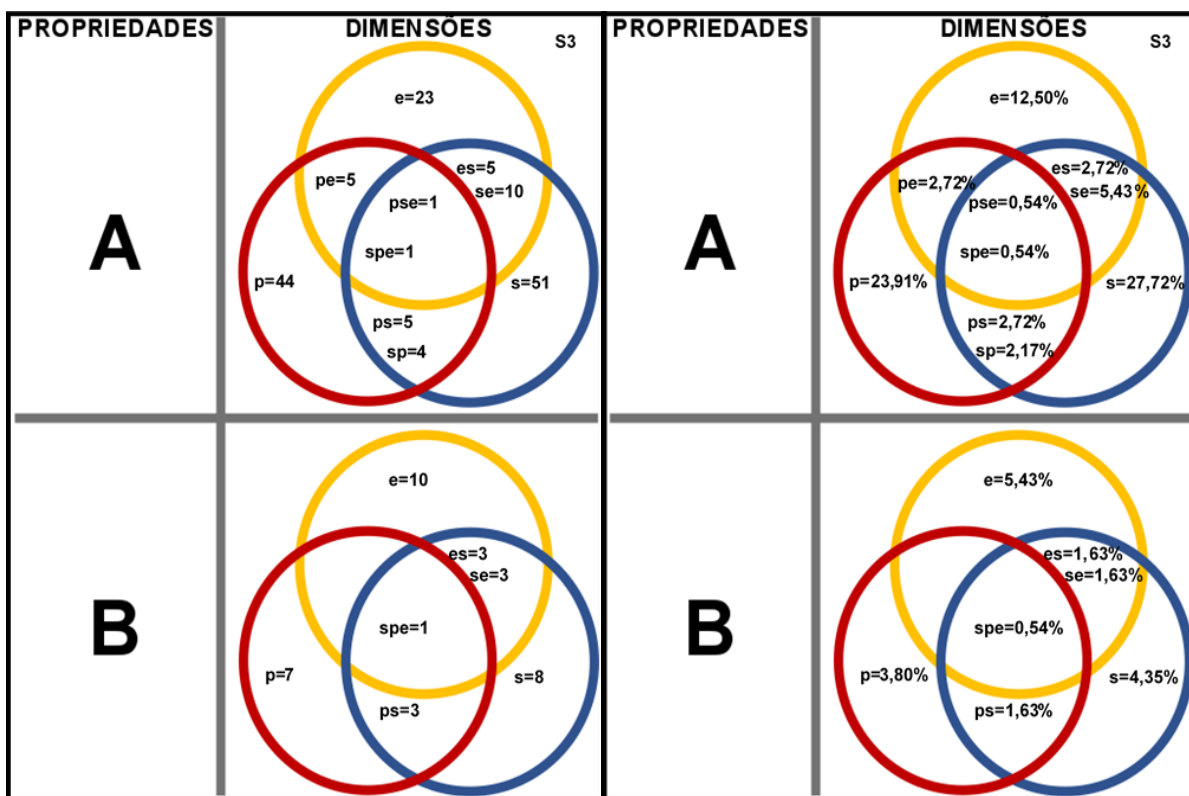 PROPRIEDADES
DIMENSÕES
S3
A
e=23
es=5
pe=5
se=10
pse=1
spe=1
p=44
s=51
ps=5
sp=4
B
e=10
es=3
se=3
spe=1
p=7
s=8
ps=3
PROPRIEDADES
DIMENSÕES
S3
A
e=12,50%
es=2,72%
pe=2,72%
se=5,43%
pse=0,54%
spe=0,54%
p=23,91%
s=27,72%
ps=2,72%
sp=2,17%
B
e=5,43%
es=1,63%
se=1,63%
spe=0,54%
p=3,80%
s=4,35%
ps=1,63%